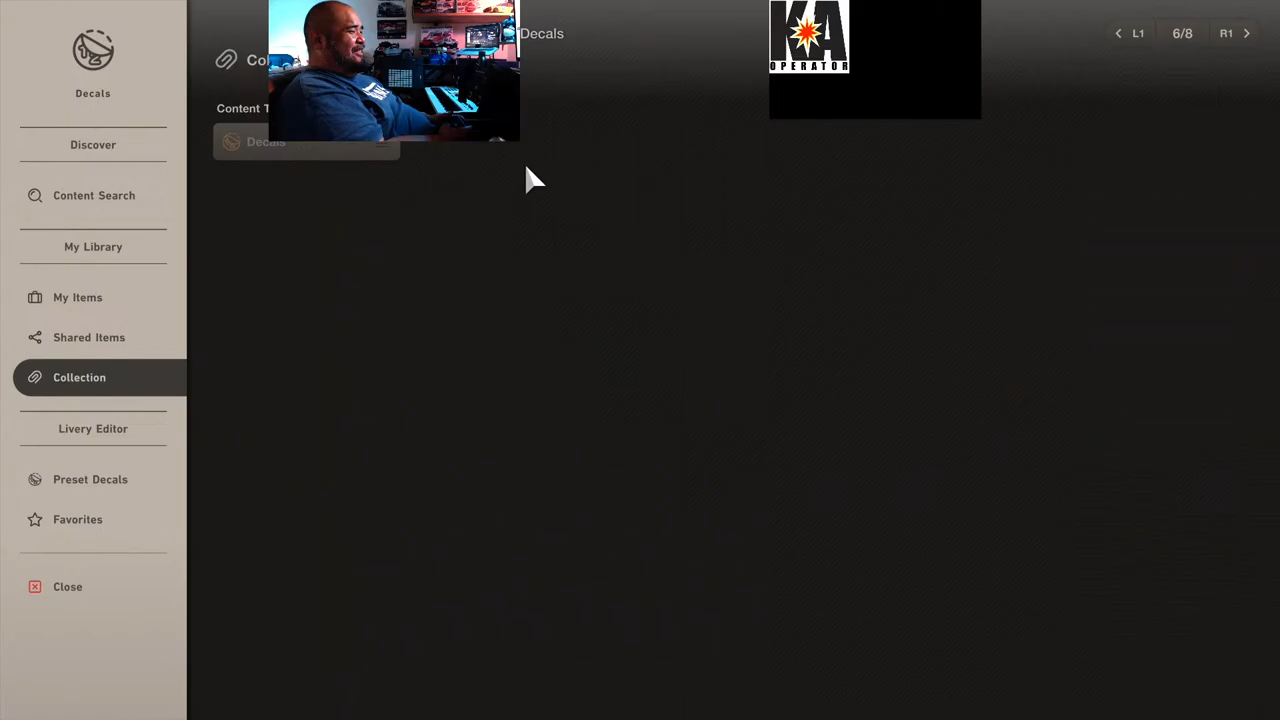 Decals
Discover
Content Search
My Library
My Items
Shared Items
Collection
Livery Editor
Preset Decals
Favorites
Close
Co
Content T
Decals
Decals
KA
OPERATOR
L1
6/8
R1